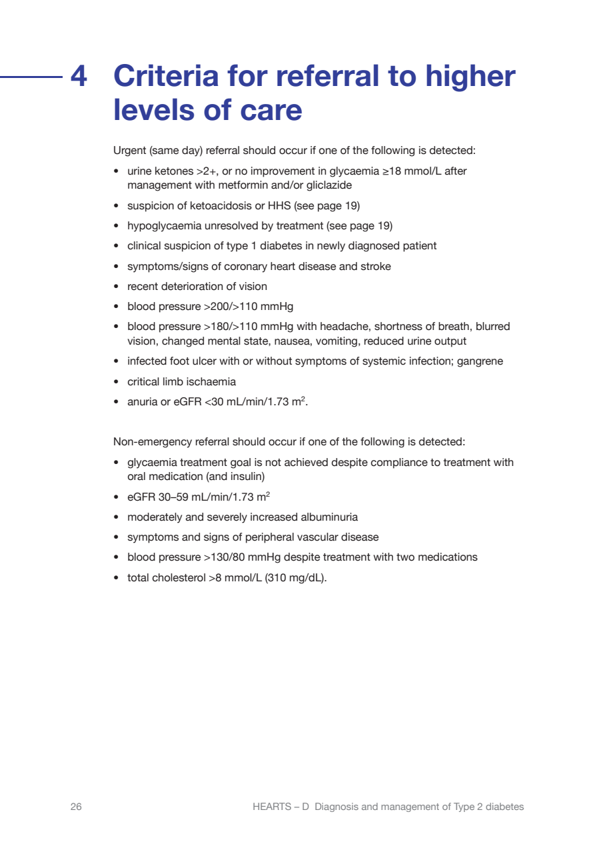 4 Criteria for referral to higher
levels of care
Urgent (same day) referral should occur if one of the following is detected:
• urine ketones >2+, or no improvement in glycaemia ≥18 mmol/L after
management with metformin and/or gliclazide
• suspicion of ketoacidosis or HHS (see page 19)
• hypoglycaemia unresolved by treatment (see page 19)
• clinical suspicion of type 1 diabetes in newly diagnosed patient
• symptoms/signs of coronary heart disease and stroke
• recent deterioration of vision
• blood pressure >200/>110 mmHg
• blood pressure >180/>110 mmHg with headache, shortness of breath, blurred
vision, changed mental state, nausea, vomiting, reduced urine output
• infected foot ulcer with or without symptoms of systemic infection; gangrene
• critical limb ischaemia
• anuria or eGFR <30 mL/min/1.73 m².
Non-emergency referral should occur if one of the following is detected:
• glycaemia treatment goal is not achieved despite compliance to treatment with
oral medication (and insulin)
• eGFR 30–59 mL/min/1.73 m²
• moderately and severely increased albuminuria
• symptoms and signs of peripheral vascular disease
• blood pressure >130/80 mmHg despite treatment with two medications
• total cholesterol >8 mmol/L (310 mg/dL).
26 HEARTS – D Diagnosis and management of Type 2 diabetes